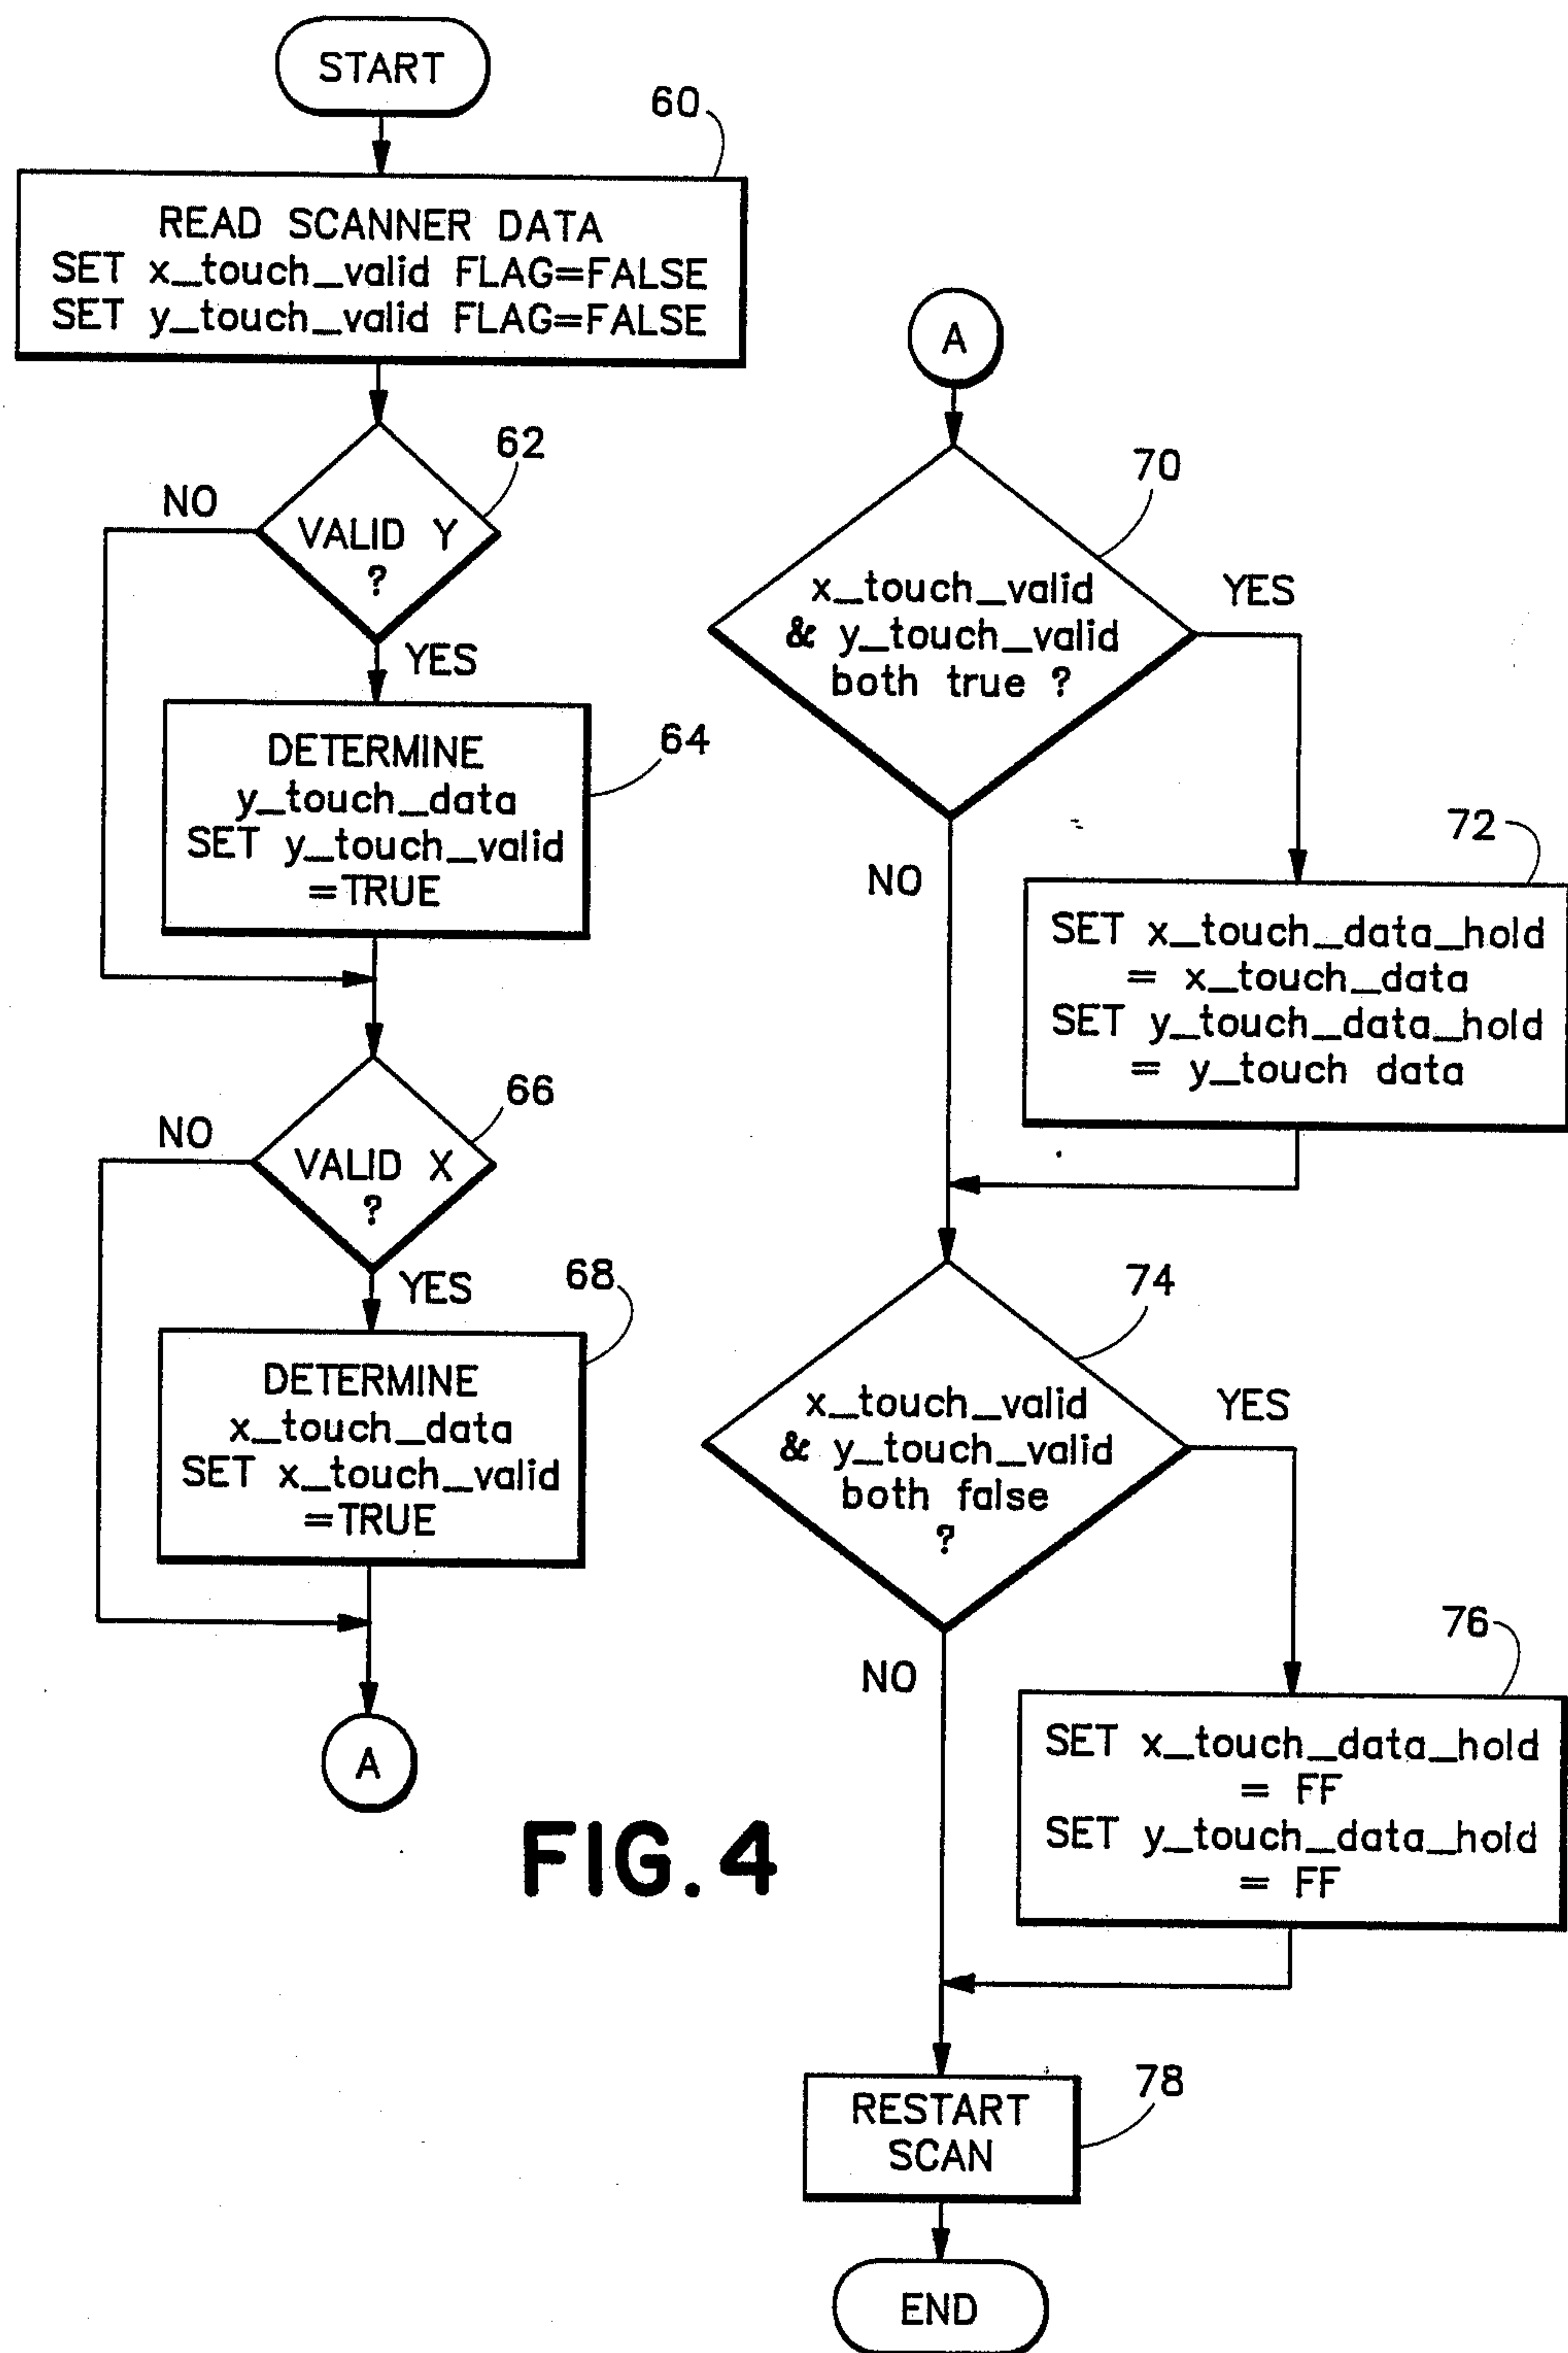 START
60
READ SCANNER DATA
SET x_touch_valid FLAG=FALSE
SET y_touch_valid FLAG=FALSE
62
NO
VALID Y
?
YES
64
DETERMINE
y_touch_data
SET y_touch_valid
=TRUE
66
NO
VALID X
?
YES
68
DETERMINE
x_touch_data
SET x_touch_valid
=TRUE
A
A
70
x_touch_valid
& y_touch_valid
both true ?
YES
NO
72
SET x_touch_data_hold
= x_touch_data
SET y_touch_data_hold
= y_touch data
74
x_touch_valid
& y_touch_valid
both false
?
YES
NO
76
SET x_touch_data_hold
= FF
SET y_touch_data_hold
= FF
78
RESTART
SCAN
END
FIG. 4